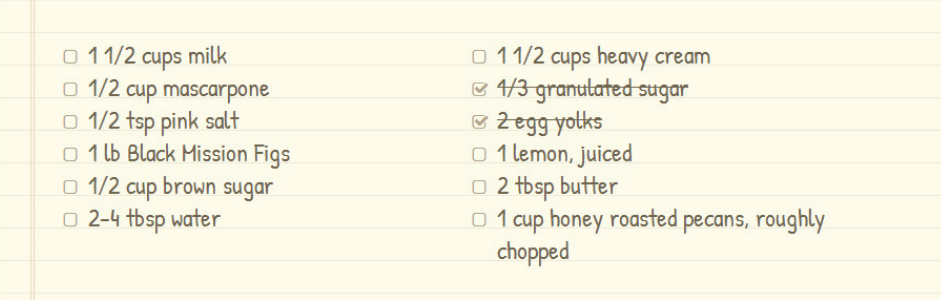 1 1/2 cups milk
1/2 cup mascarpone
1/2 tsp pink salt
1 lb Black Mission Figs
1/2 cup brown sugar
2-4 tbsp water
1 1/2 cups heavy cream
1/3 granulated sugar
2 egg yolks
1 lemon, juiced
2 tbsp butter
1 cup honey roasted pecans, roughly
chopped